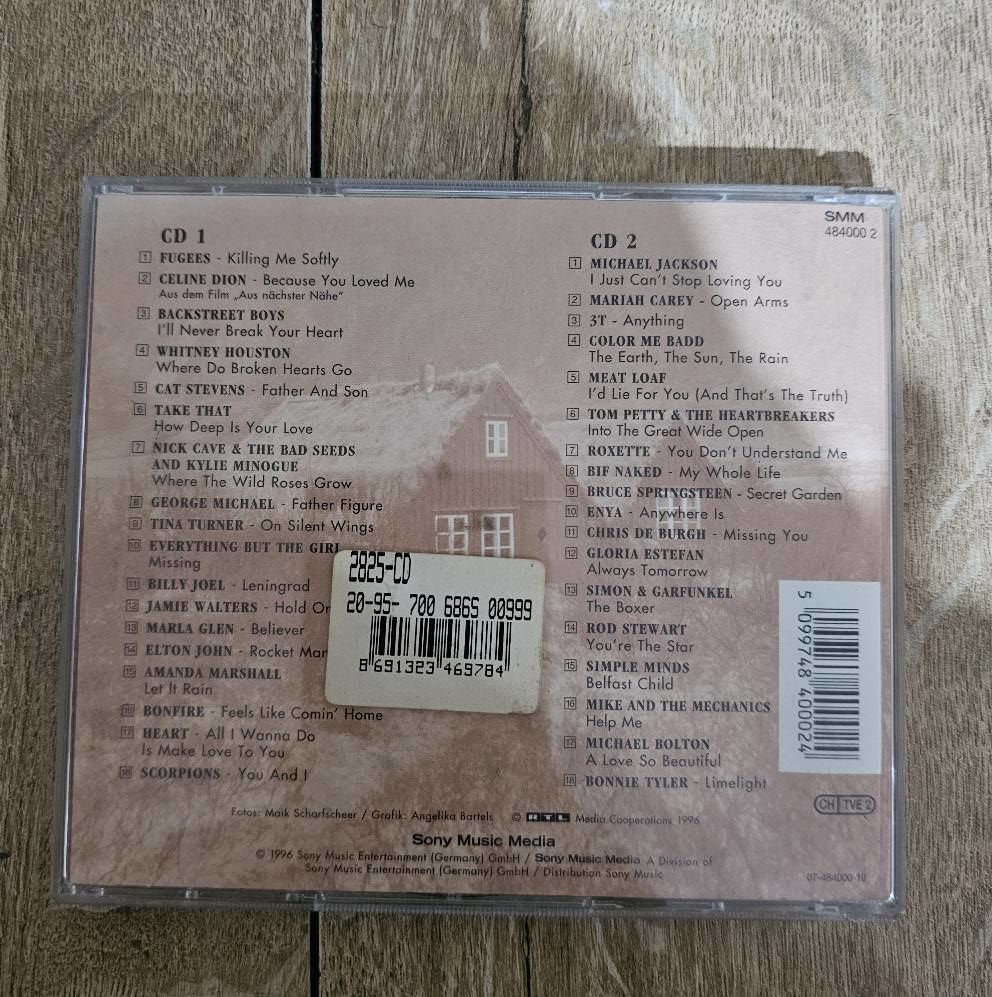 CD 1
1 FUGEES - Killing Me Softly
2 CELINE DION - Because You Loved Me
Aus dem Film „Aus nächster Nähe"
3 BACKSTREET BOYS
I'll Never Break Your Heart
4 WHITNEY HOUSTON
Where Do Broken Hearts Go
5 CAT STEVENS - Father And Son
6 TAKE THAT
How Deep Is Your Love
7 NICK CAVE & THE BAD SEEDS
AND KYLIE MINOGUE
Where The Wild Roses Grow
8 GEORGE MICHAEL - Father Figure
9 TINA TURNER - On Silent Wings
10 EVERYTHING BUT THE GIRL
Missing
11 BILLY JOEL - Leningrad
12 JAMIE WALTERS - Hold On
13 MARLA GLEN - Believer
14 ELTON JOHN - Rocket Man
15 AMANDA MARSHALL
Let It Rain
16 BONFIRE - Feels Like Comin' Home
17 HEART - All I Wanna Do
Is Make Love To You
18 SCORPIONS - You And I
2825-CD
20-95- 700 6865 00999
8 691323 469784
SMM
484000 2
CD 2
1 MICHAEL JACKSON
I Just Can't Stop Loving You
2 MARIAH CAREY - Open Arms
3 3T - Anything
4 COLOR ME BADD
The Earth, The Sun, The Rain
5 MEAT LOAF
I'd Lie For You (And That's The Truth)
6 TOM PETTY & THE HEARTBREAKERS
Into The Great Wide Open
7 ROXETTE - You Don't Understand Me
8 BIF NAKED - My Whole Life
9 BRUCE SPRINGSTEEN - Secret Garden
10 ENYA - Anywhere Is
11 CHRIS DE BURGH - Missing You
12 GLORIA ESTEFAN
Always Tomorrow
13 SIMON & GARFUNKEL
The Boxer
14 ROD STEWART
You're The Star
15 SIMPLE MINDS
Belfast Child
16 MIKE AND THE MECHANICS
Help Me
17 MICHAEL BOLTON
A Love So Beautiful
18 BONNIE TYLER - Limelight
5 099748 400024
CH TVE 2
Fotos: Maik Scharfscheer / Grafik: Angelika Bartels © RTL Media Cooperations 1996
Sony Music Media
© 1996 Sony Music Entertainment (Germany) GmbH / Sony Music Media A Division of
Sony Music Entertainment (Germany) GmbH / Distribution Sony Music
07-484000-10